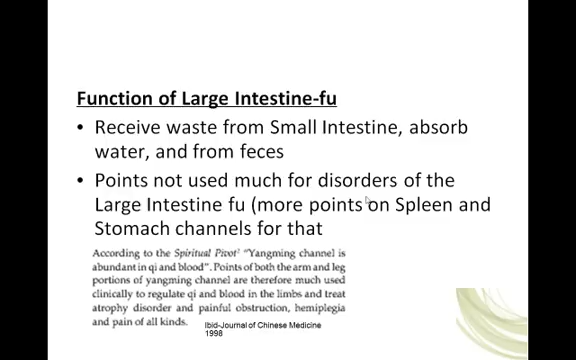 Function of Large Intestine-fu
• Receive waste from Small Intestine, absorb
water, and from feces
• Points not used much for disorders of the
Large Intestine fu (more points on Spleen and
Stomach channels for that
According to the Spiritual Pivot² "Yangming channel is
abundant in qi and blood". Points of both the arm and leg
portions of yangming channel are therefore much used
clinically to regulate qi and blood in the limbs and treat
atrophy disorder and painful obstruction, hemiplegia
and pain of all kinds.
Ibid-Journal of Chinese Medicine
1998